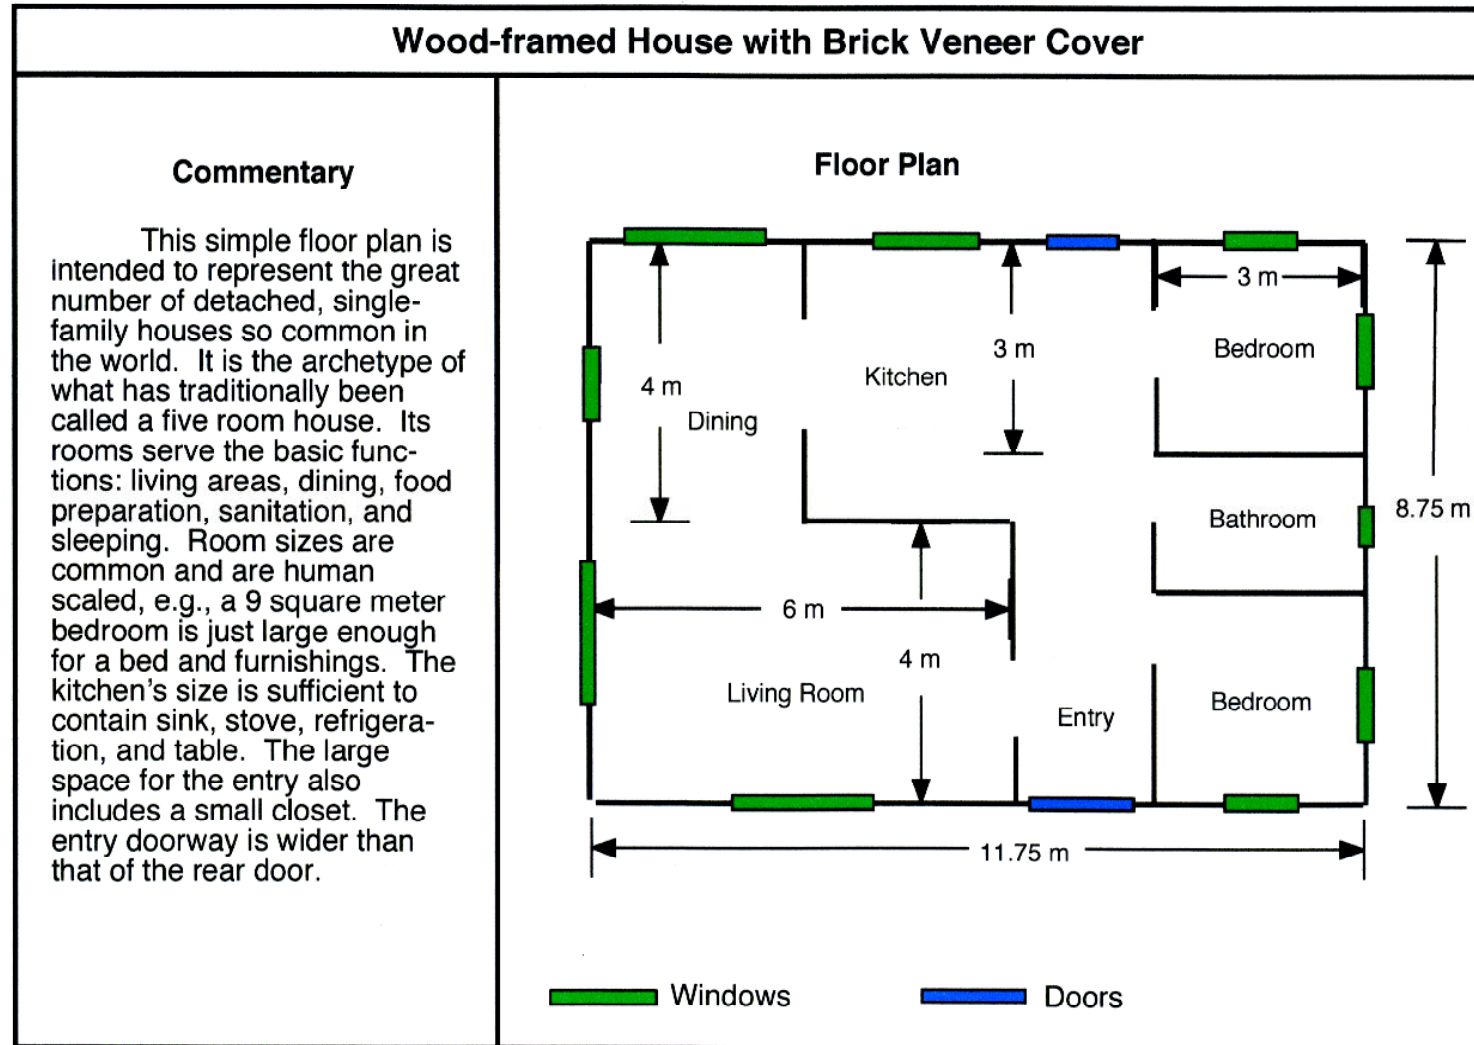 Wood-framed House with Brick Veneer Cover
Commentary
This simple floor plan is
intended to represent the great
number of detached, single-
family houses so common in
the world. It is the archetype of
what has traditionally been
called a five room house. Its
rooms serve the basic func-
tions: living areas, dining, food
preparation, sanitation, and
sleeping. Room sizes are
common and are human
scaled, e.g., a 9 square meter
bedroom is just large enough
for a bed and furnishings. The
kitchen's size is sufficient to
contain sink, stove, refrigera-
tion, and table. The large
space for the entry also
includes a small closet. The
entry doorway is wider than
that of the rear door.
Floor Plan
3 m
3 m
Bedroom
Kitchen
4 m
Dining
8.75 m
Bathroom
6 m
4 m
Living Room
Bedroom
Entry
11.75 m
Windows
Doors